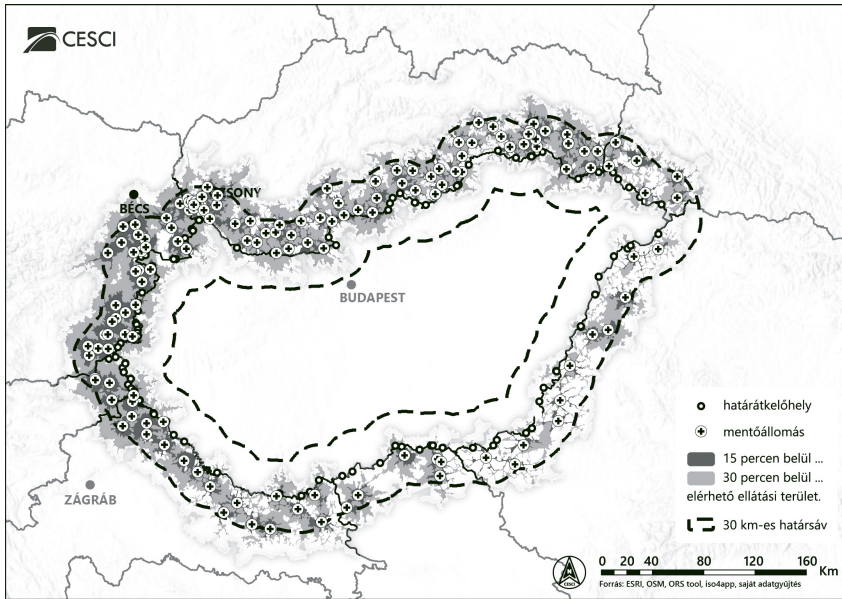 CESCI
BÉCS
BUDAPEST
ZÁGRÁB
határátkelőhely
mentőállomás
15 percen belül ...
30 percen belül ...
elérhető ellátási terület.
30 km-es határsáv
0 20 40 80 120 160
Km
CESCI
Forrás: ESRI, OSM, ORS tool, iso4app, saját adatgyűjtés